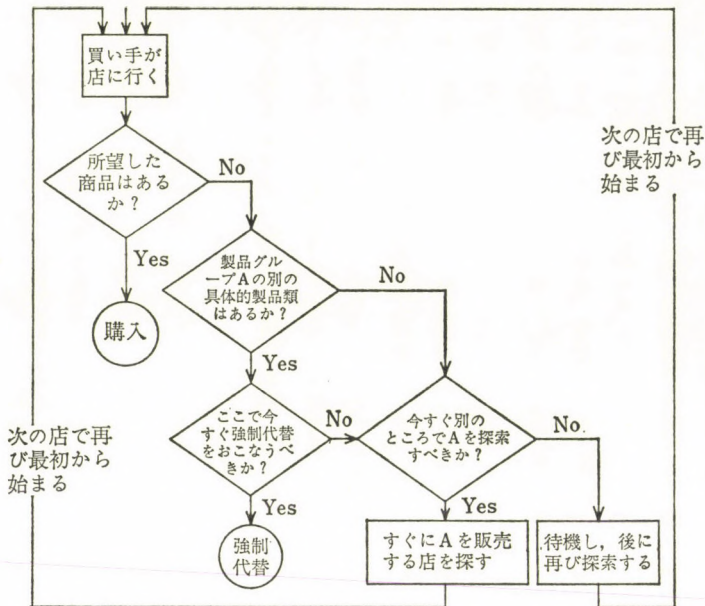 買い手が
店に行く
所望した
商品はある
か？
No
Yes
購入
製品グル
ープAの別の
具体的製品類
はあるか？
No
Yes
ここで今
すぐ強制代替
をおこなうべ
きか？
No
Yes
強制
代替
今すぐ別の
ところでAを探索
すべきか？
No.
Yes
すぐにAを販売
する店を探す
待機し，後に
再び探索する
次の店で再
び最初から
始まる
次の店で再
び最初から
始まる